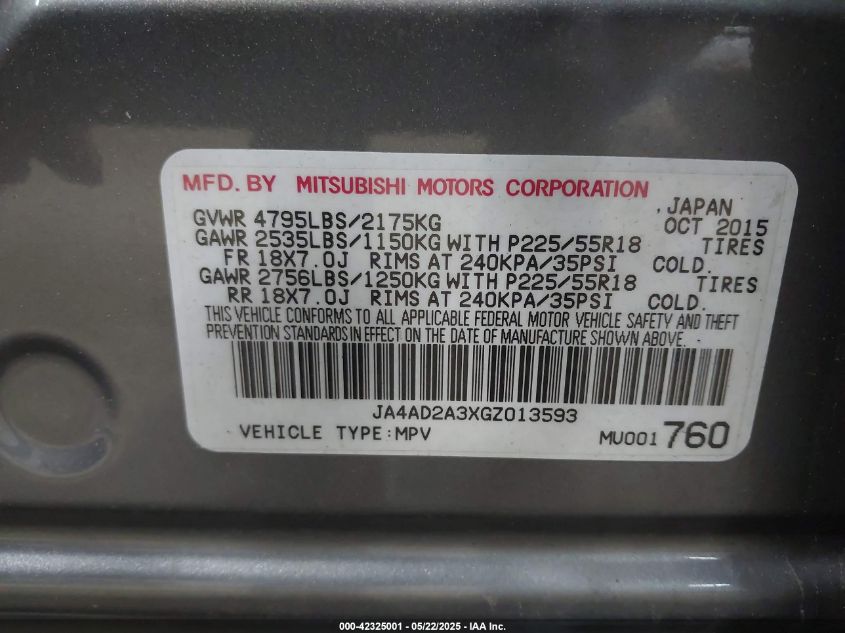 MFD. BY MITSUBISHI MOTORS CORPORATION
JAPAN
GVWR 4795LBS/2175KG OCT 2015
GAWR 2535LBS/1150KG WITH P225/55R18 TIRES
FR 18X7.0J RIMS AT 240KPA/35PSI COLD.
GAWR 2756LBS/1250KG WITH P225/55R18 TIRES
RR 18X7.0J RIMS AT 240KPA/35PSI COLD.
THIS VEHICLE CONFORMS TO ALL APPLICABLE FEDERAL MOTOR VEHICLE SAFETY AND THEFT
PREVENTION STANDARDS IN EFFECT ON THE DATE OF MANUFACTURE SHOWN ABOVE.
JA4AD2A3XGZ013593
VEHICLE TYPE:MPV MU001760
000-42325001 - 05/22/2025 - IAA Inc.